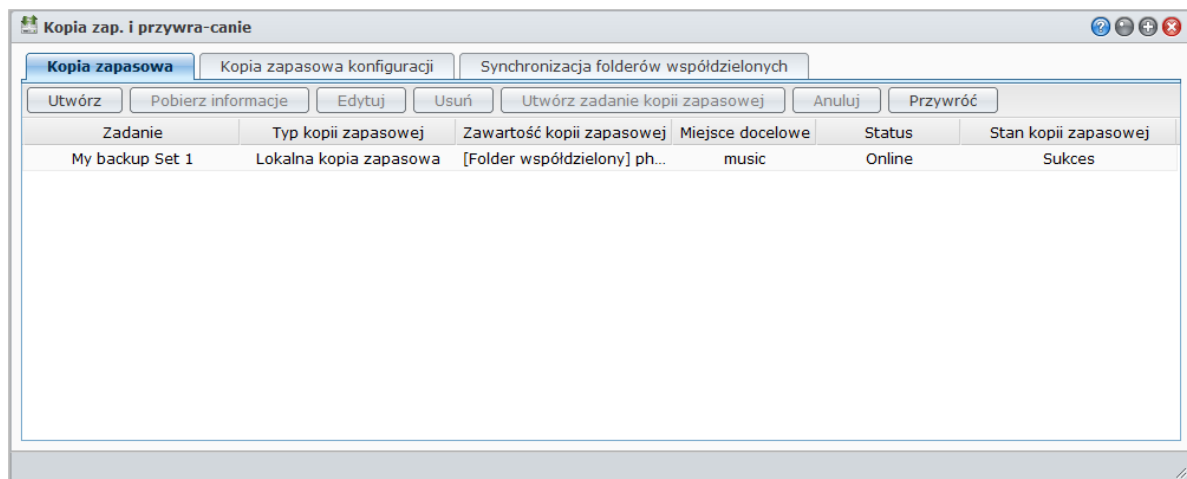 Kopia zap. i przywra-canie
Kopia zapasowa Kopia zapasowa konfiguracji Synchronizacja folderów współdzielonych
Utwórz Pobierz informacje Edytuj Usuń Utwórz zadanie kopii zapasowej Anuluj Przywróć
Zadanie Typ kopii zapasowej Zawartość kopii zapasowej Miejsce docelowe Status Stan kopii zapasowej
My backup Set 1 Lokalna kopia zapasowa [Folder współdzielony] ph... music Online Sukces